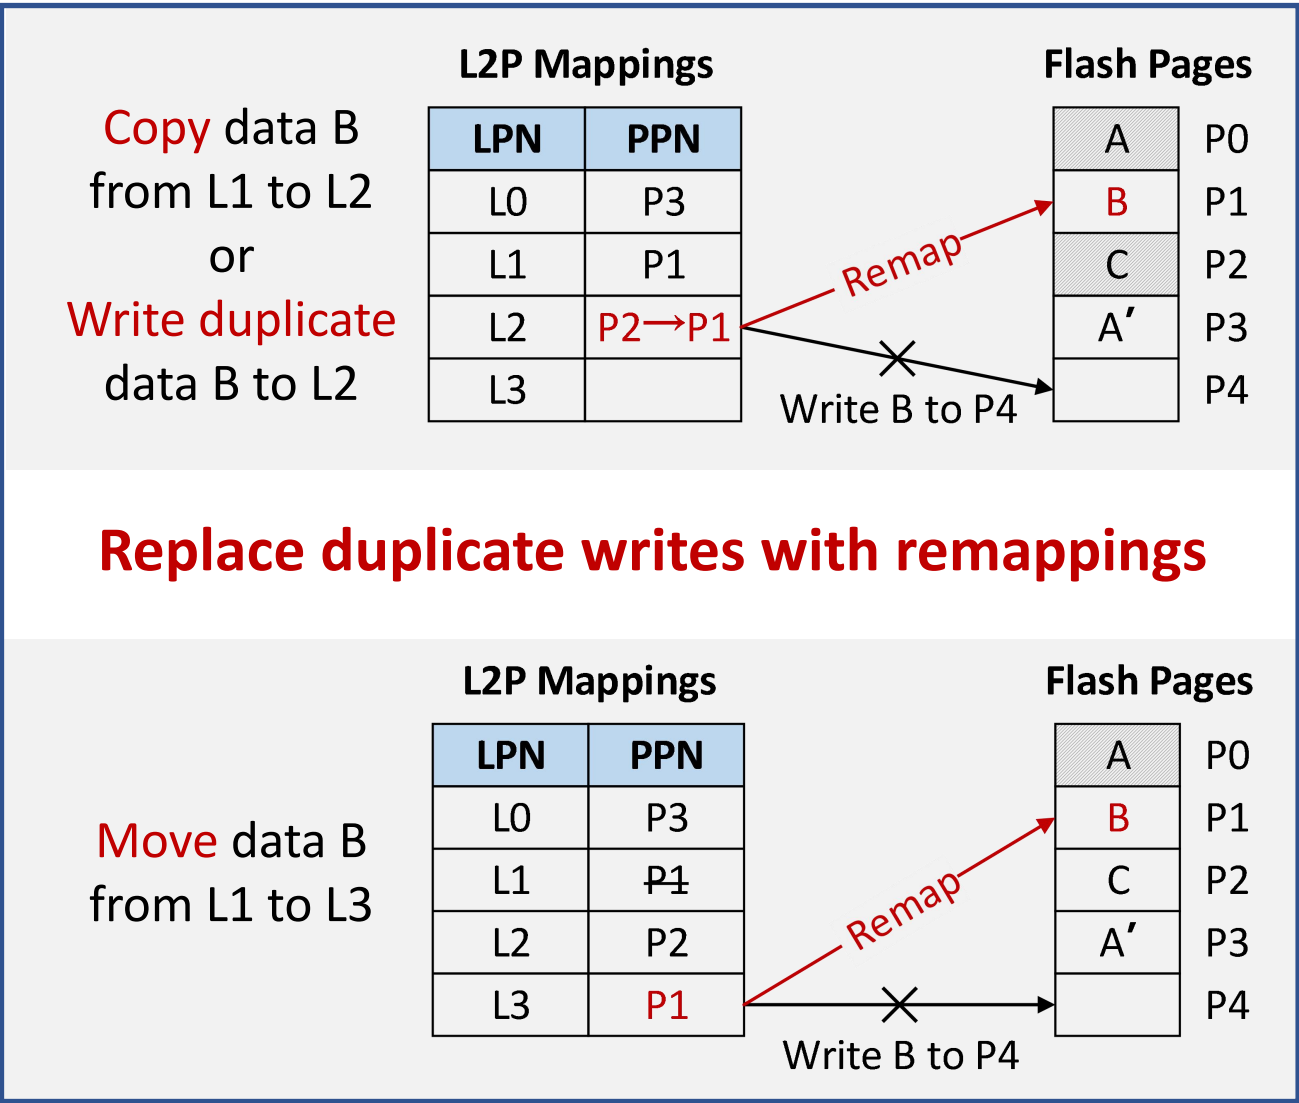 L2P Mappings
Flash Pages
Copy data B
from L1 to L2
or
Write duplicate
data B to L2
LPN PPN
L0 P3
L1 P1
L2 P2→P1
L3
Remap
Write B to P4
A P0
B P1
C P2
A′ P3
P4
Replace duplicate writes with remappings
L2P Mappings
Flash Pages
Move data B
from L1 to L3
LPN PPN
L0 P3
L1 P1
L2 P2
L3 P1
Remap
Write B to P4
A P0
B P1
C P2
A′ P3
P4